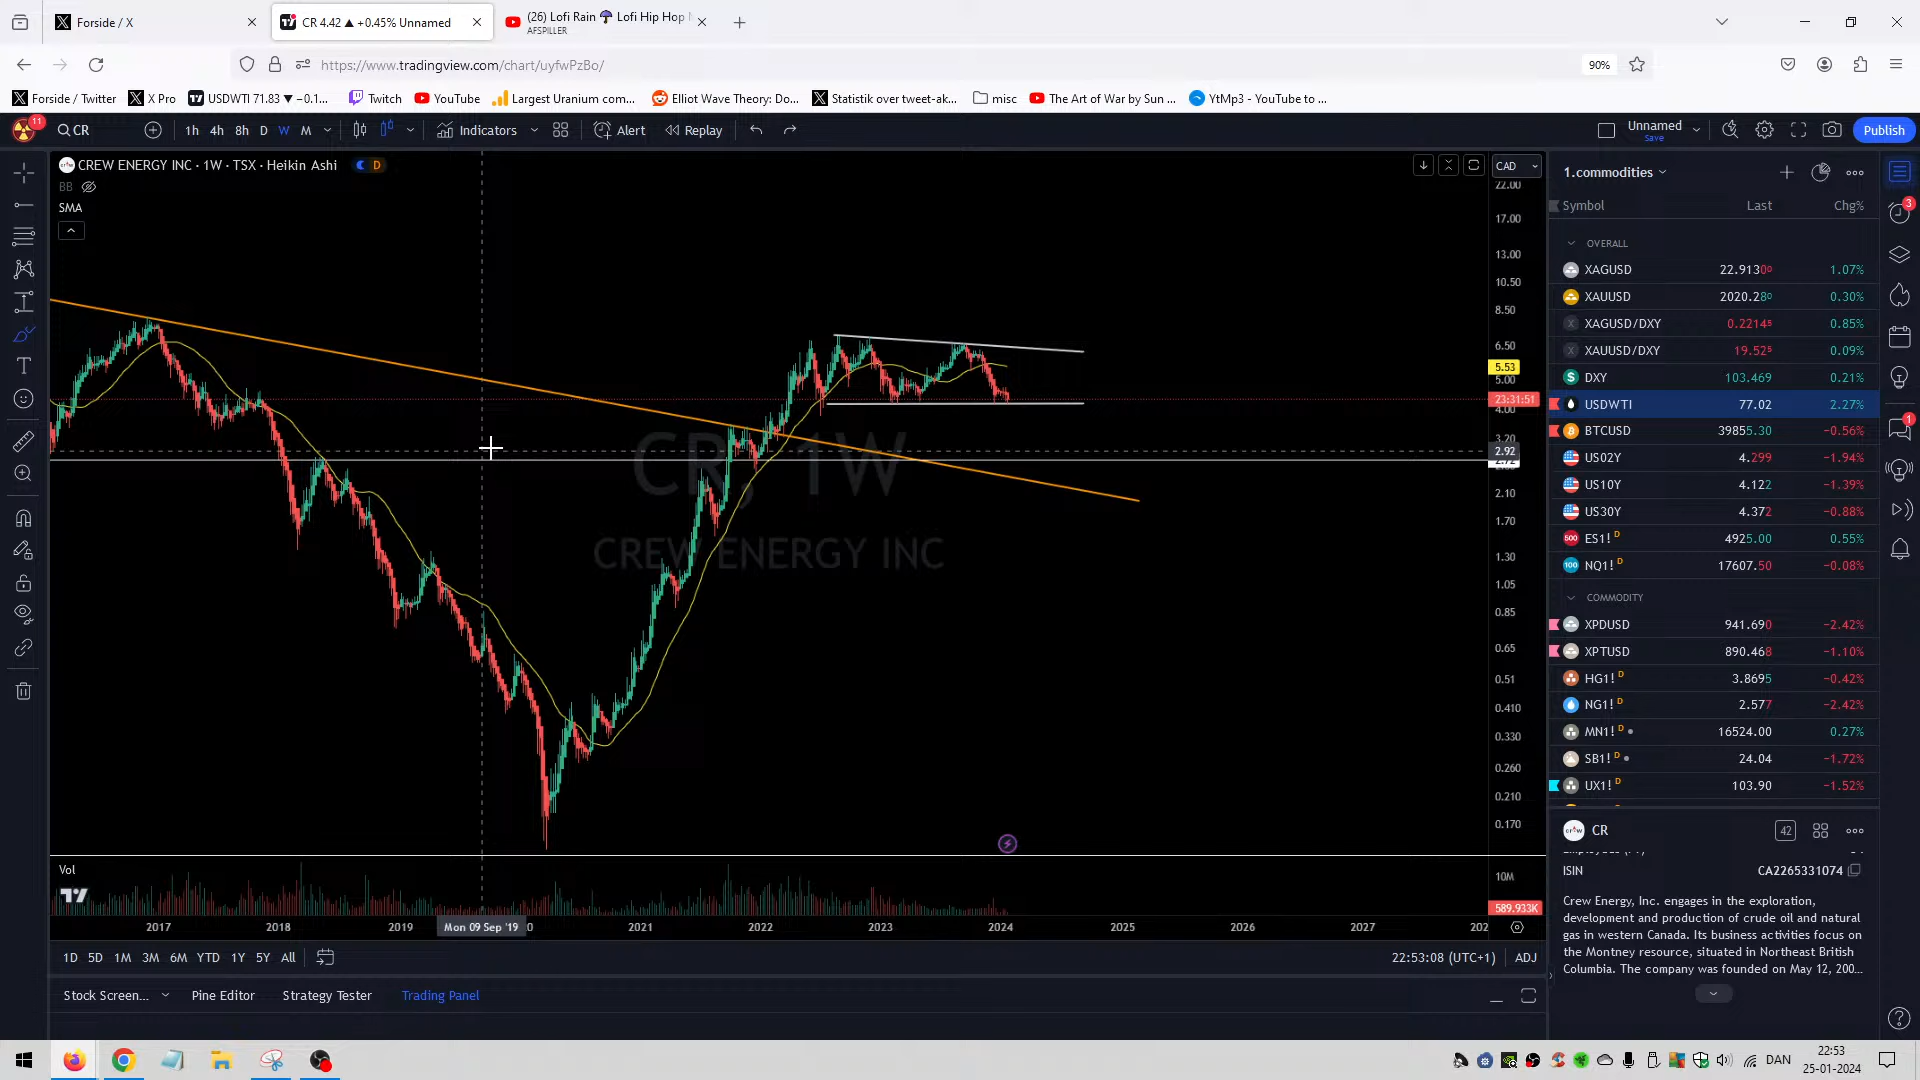 Forside / X
CR 4.42 ▲ +0.45% Unnamed
(26) Lofi Rain ☔ Lofi Hip Hop
AFSPILLER
https://www.tradingview.com/chart/uyfwPzBo/
90%
Forside / Twitter
X Pro
USDWTI 71.83 ▼ −0.1...
Twitch
YouTube
Largest Uranium com...
Elliot Wave Theory: Do...
Statistik over tweet-ak...
misc
The Art of War by Sun ...
YtMp3 - YouTube to ...
11
CR
1h 4h 8h D W M
Indicators
Alert
Replay
Unnamed
Save
Publish
CREW ENERGY INC · 1W · TSX · Heikin Ashi
D
BB
SMA
CAD
22.00
17.00
13.00
10.50
8.50
6.50
5.53
5.00
23:31:51
4.00
3.20
2.92
2.10
1.70
1.30
1.05
0.85
0.65
0.51
0.410
0.330
0.260
0.210
0.170
CR, 1W
CREW ENERGY INC
Vol
10M
589.933K
2017 2018 2019 Mon 09 Sep '19 2021 2022 2023 2024 2025 2026 2027
1D 5D 1M 3M 6M YTD 1Y 5Y All
22:53:08 (UTC+1) ADJ
Stock Screen... Pine Editor Strategy Tester Trading Panel
1.commodities
Symbol Last Chg%
OVERALL
XAGUSD 22.9130⁰ 1.07%
XAUUSD 2020.28⁰ 0.30%
XAGUSD/DXY 0.2214⁵ 0.85%
XAUUSD/DXY 19.52⁵ 0.09%
DXY 103.469 0.21%
USDWTI 77.02 2.27%
BTCUSD 39855.30 −0.56%
US02Y 4.299 −1.94%
US10Y 4.122 −1.39%
US30Y 4.372 −0.88%
500 ES1! D 4925.00 0.55%
100 NQ1! D 17607.50 −0.08%
COMMODITY
XPDUSD 941.690 −2.42%
XPTUSD 890.468 −1.10%
HG1! D 3.8695 −0.42%
NG1! D 2.577 −2.42%
MN1! D 16524.00 0.27%
SB1! D 24.04 −1.72%
UX1! D 103.90 −1.52%
CR
42
ISIN CA2265331074
Crew Energy, Inc. engages in the exploration,
development and production of crude oil and natural
gas in western Canada. Its business activities focus on
the Montney resource, situated in Northeast British
Columbia. The company was founded on May 12, 200...
3
1
DAN
22:53
25-01-2024